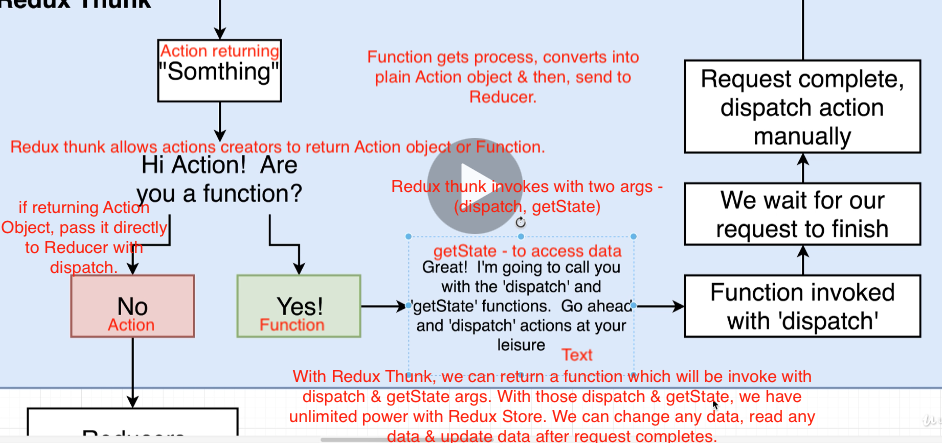 Redux Thunk
Action returning
"Somthing"
Function gets process, converts into
plain Action object & then, send to
Reducer.
Request complete,
dispatch action
manually
Redux thunk allows actions creators to return Action object or Function.
Hi Action! Are
you a function?
Redux thunk invokes with two args -
(dispatch, getState)
if returning Action
Object, pass it directly
to Reducer with
dispatch.
We wait for our
request to finish
getState - to access data
Great! I'm going to call you
with the 'dispatch' and
'getState' functions. Go ahead
and 'dispatch' actions at your
leisure
Text
No
Action
Yes!
Function
Function invoked
with 'dispatch'
With Redux Thunk, we can return a function which will be invoke with
dispatch & getState args. With those dispatch & getState, we have
unlimited power with Redux Store. We can change any data, read any
data & update data after request completes.
Reducers